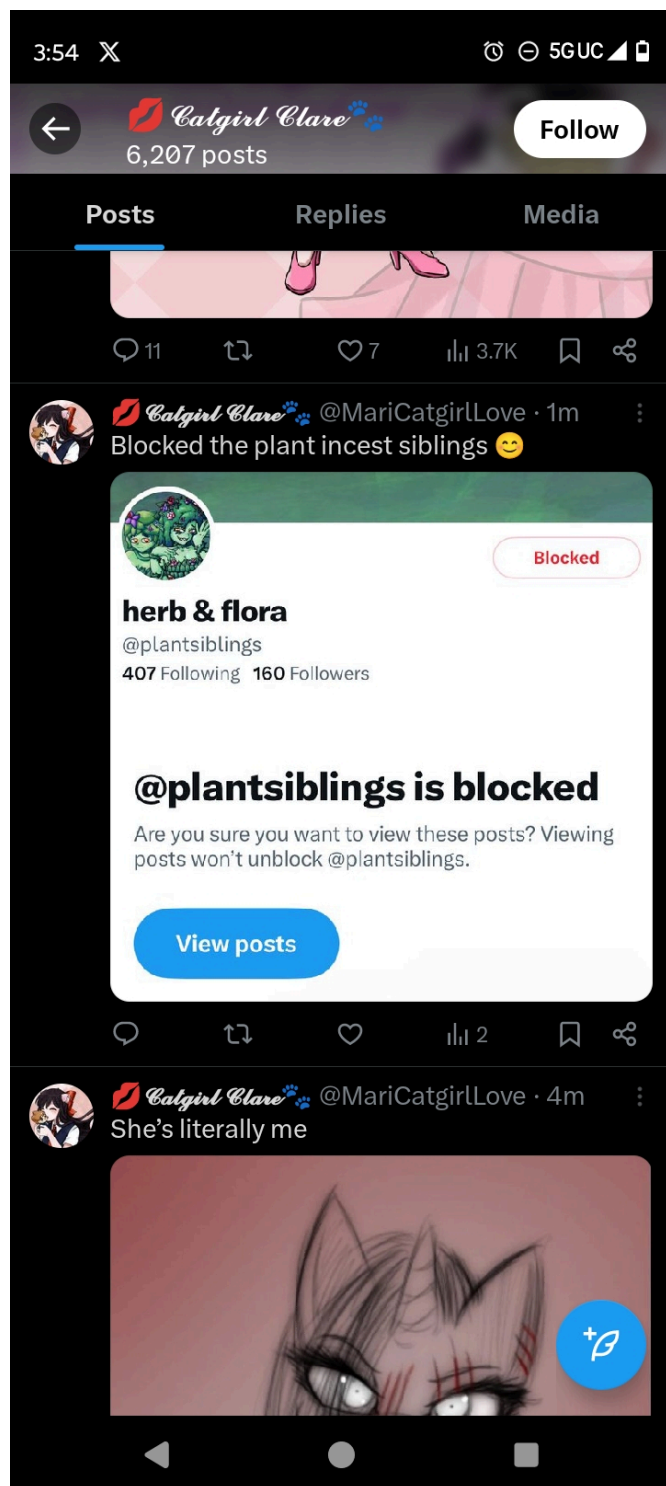 3:54 X 5GUC
💋 𝓒𝓪𝓽𝓰𝓲𝓻𝓵 𝓒𝓵𝓪𝓻𝓮🐾
6,207 posts
Follow
Posts Replies Media
11 7 3.7K
💋 𝓒𝓪𝓽𝓰𝓲𝓻𝓵 𝓒𝓵𝓪𝓻𝓮🐾 @MariCatgirlLove · 1m
Blocked the plant incest siblings 😊
Blocked
herb & flora
@plantsiblings
407 Following 160 Followers
@plantsiblings is blocked
Are you sure you want to view these posts? Viewing
posts won’t unblock @plantsiblings.
View posts
2
💋 𝓒𝓪𝓽𝓰𝓲𝓻𝓵 𝓒𝓵𝓪𝓻𝓮🐾 @MariCatgirlLove · 4m
She’s literally me